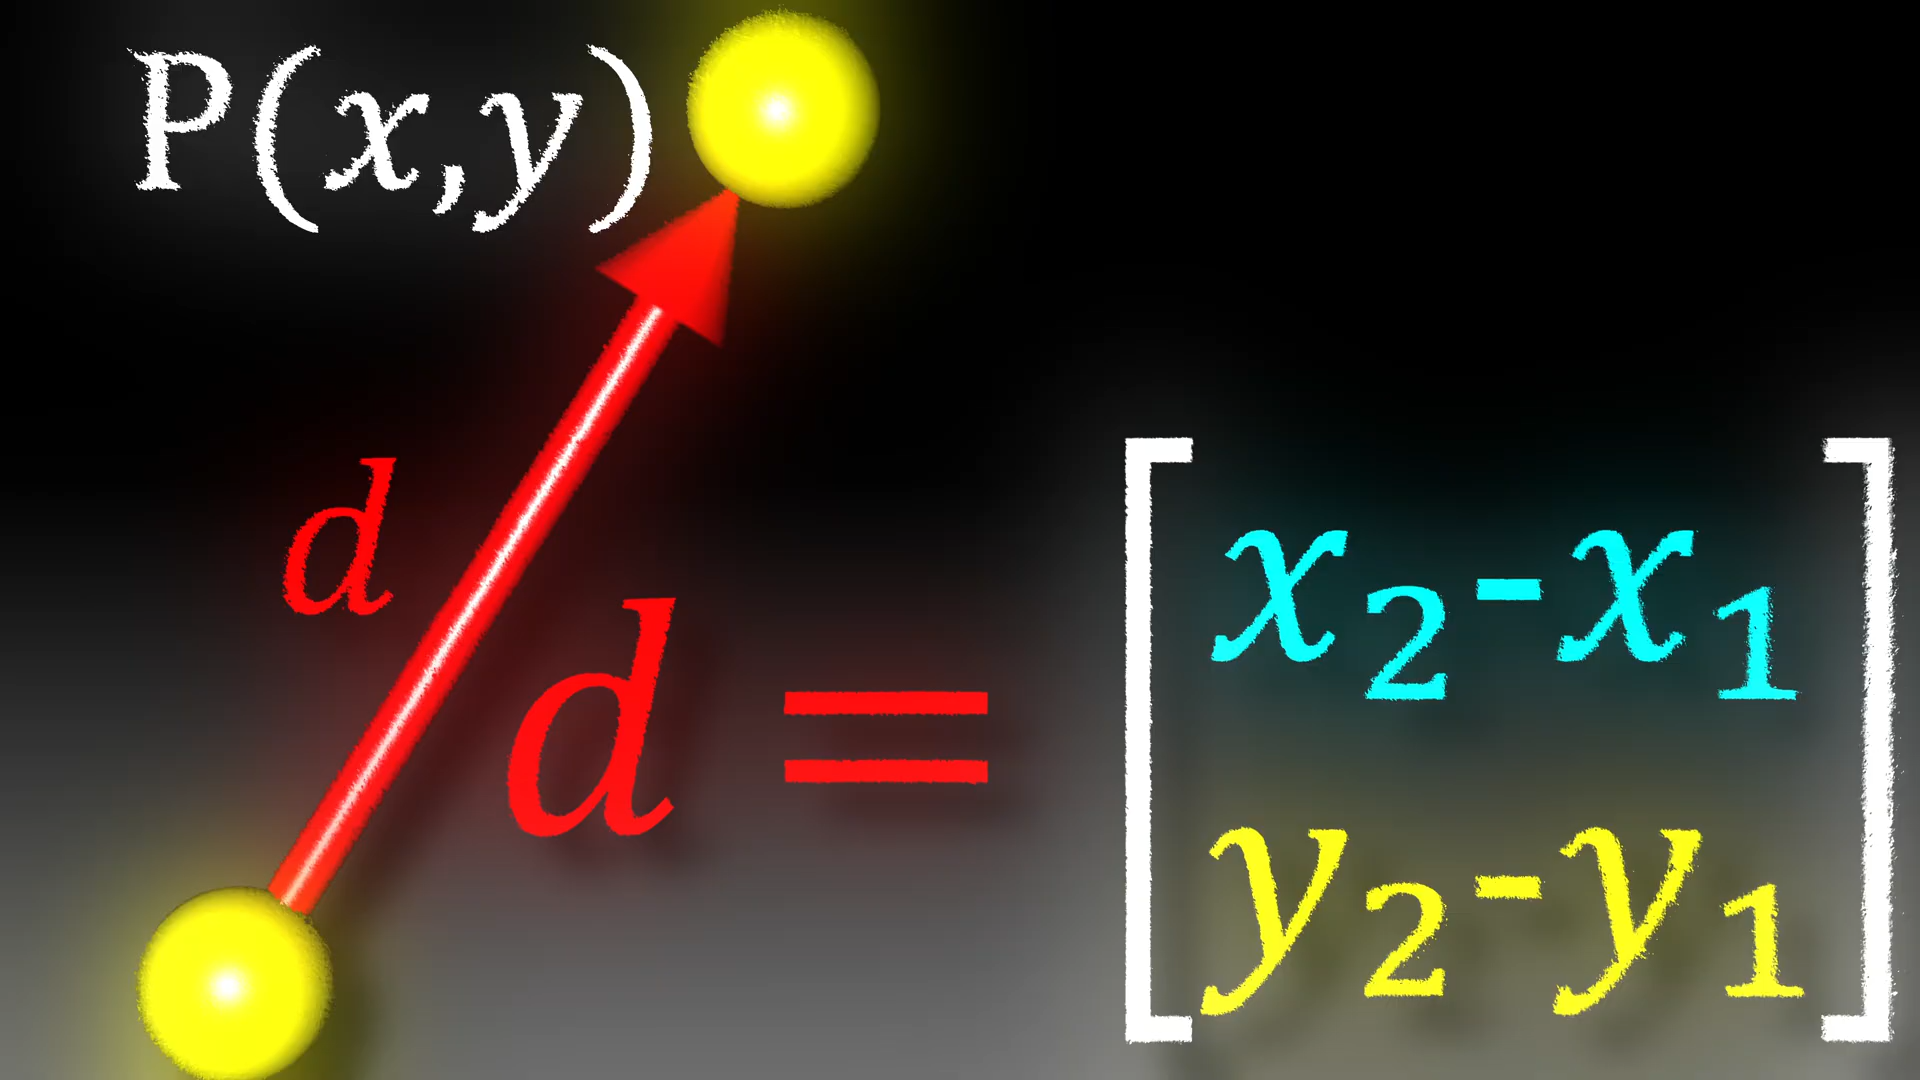 P(x,y)
d
d = [x₂-x₁
y₂-y₁]